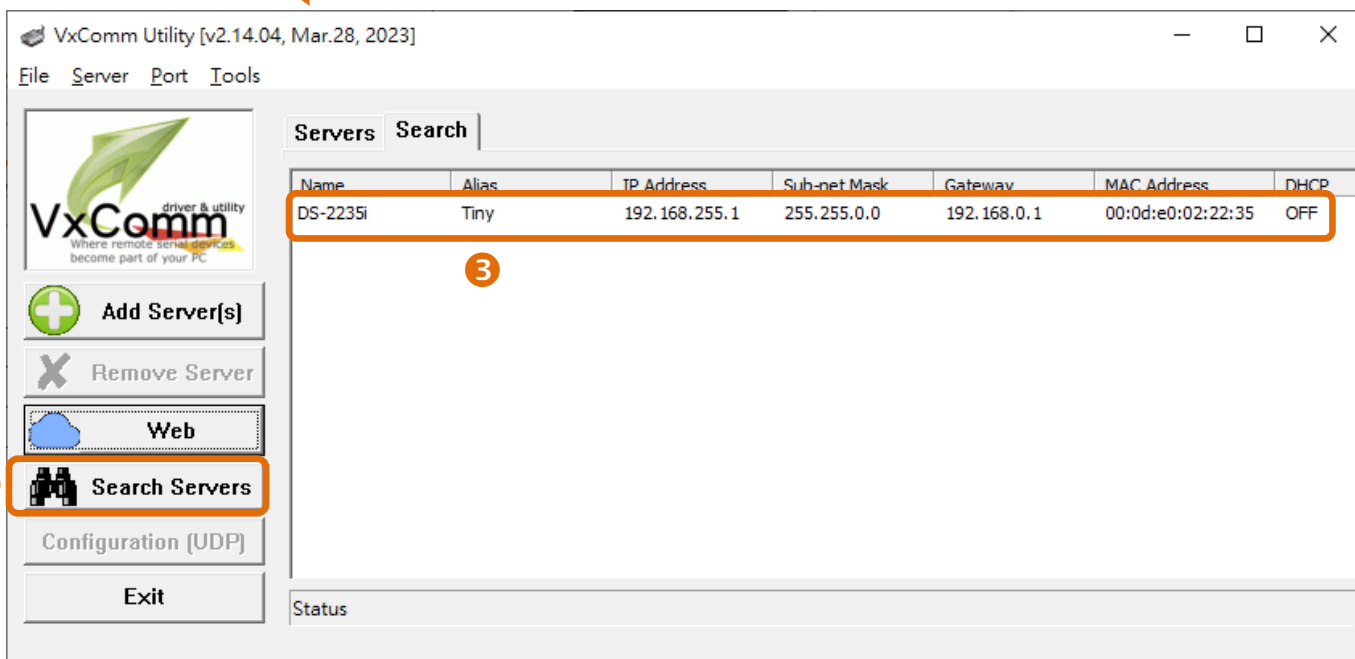 VxComm Utility [v2.14.04, Mar.28, 2023]
File Server Port Tools
VxComm
driver & utility
Where remote serial devices
become part of your PC
Add Server(s)
Remove Server
Web
Search Servers
Configuration (UDP)
Exit
Servers Search
Name Alias IP Address Sub-net Mask Gateway MAC Address DHCP
DS-2235i Tiny 192.168.255.1 255.255.0.0 192.168.0.1 00:0d:e0:02:22:35 OFF
3
Status